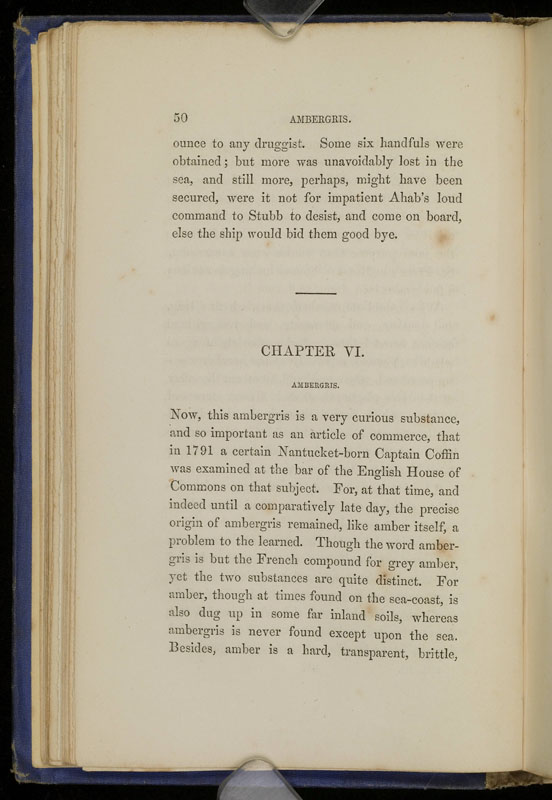 50 AMBERGRIS.
ounce to any druggist. Some six handfuls were
obtained; but more was unavoidably lost in the
sea, and still more, perhaps, might have been
secured, were it not for impatient Ahab's loud
command to Stubb to desist, and come on board,
else the ship would bid them good bye.
CHAPTER VI.
AMBERGRIS.
Now, this ambergris is a very curious substance,
and so important as an article of commerce, that
in 1791 a certain Nantucket-born Captain Coffin
was examined at the bar of the English House of
Commons on that subject. For, at that time, and
indeed until a comparatively late day, the precise
origin of ambergris remained, like amber itself, a
problem to the learned. Though the word amber-
gris is but the French compound for grey amber,
yet the two substances are quite distinct. For
amber, though at times found on the sea-coast, is
also dug up in some far inland soils, whereas
ambergris is never found except upon the sea.
Besides, amber is a hard, transparent, brittle,